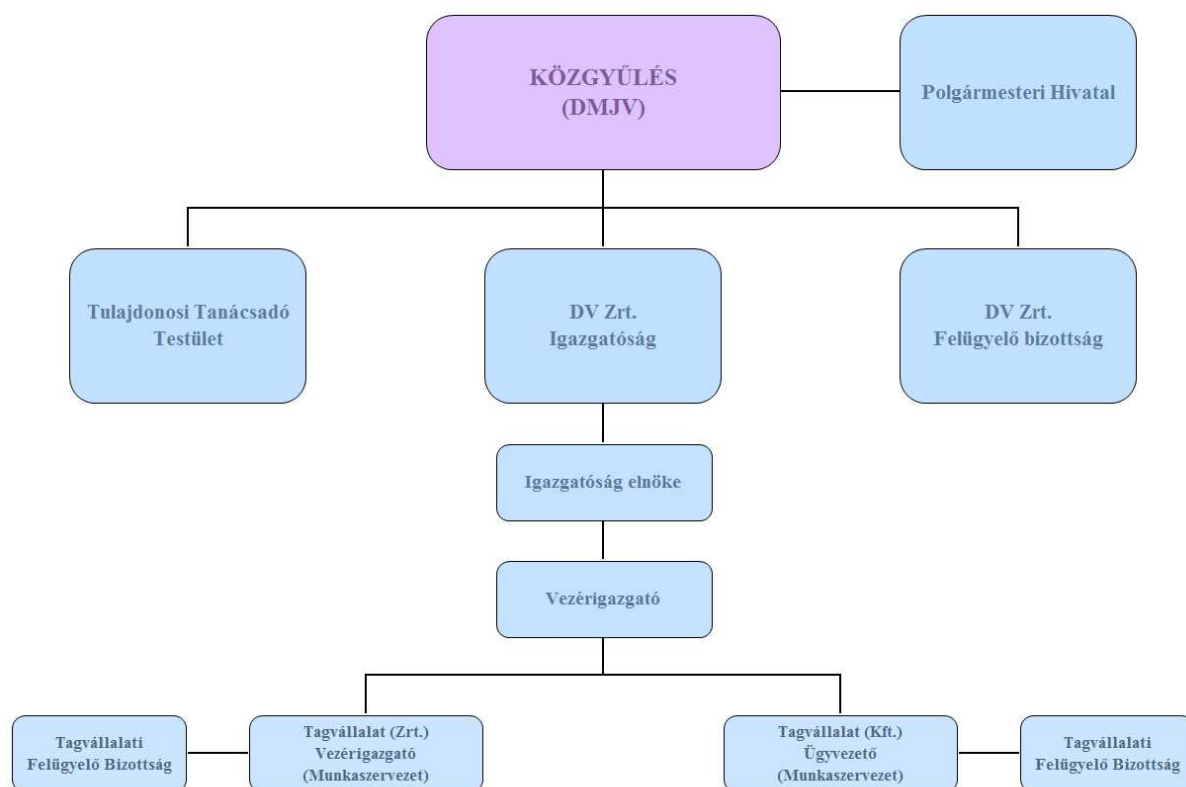 KÖZGYŰLÉS
(DMJV)
Polgármesteri Hivatal
Tulajdonosi Tanácsadó
Testület
DV Zrt.
Igazgatóság
DV Zrt.
Felügyelő bizottság
Igazgatóság elnöke
Vezérigazgató
Tagvállalati
Felügyelő Bizottság
Tagvállalat (Zrt.)
Vezérigazgató
(Munkaszervezet)
Tagvállalat (Kft.)
Ügyvezető
(Munkaszervezet)
Tagvállalati
Felügyelő Bizottság